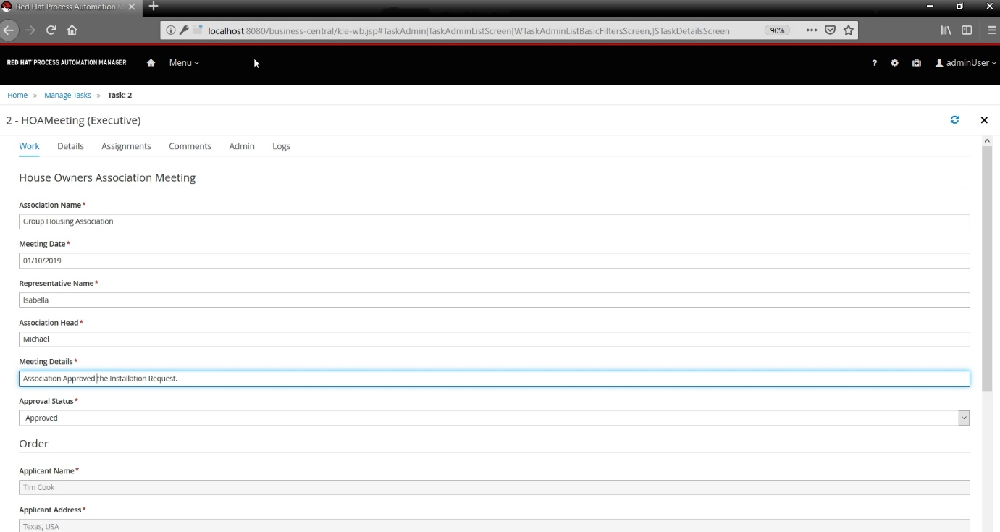 Red Hat Process Automation M
localhost:8080/business-central/kie-wb.jsp#TaskAdmin|TaskAdminListScreen[WTaskAdminListBasicFiltersScreen,]$TaskDetailsScreen 90%
RED HAT PROCESS AUTOMATION MANAGER Menu ? adminUser
Home » Manage Tasks » Task: 2
2 - HOAMeeting (Executive)
Work Details Assignments Comments Admin Logs
House Owners Association Meeting
Association Name*
Group Housing Association
Meeting Date*
01/10/2019
Representative Name*
Isabella
Association Head*
Michael
Meeting Details*
Association Approved the Installation Request.
Approval Status*
Approved
Order
Applicant Name*
Tim Cook
Applicant Address*
Texas, USA